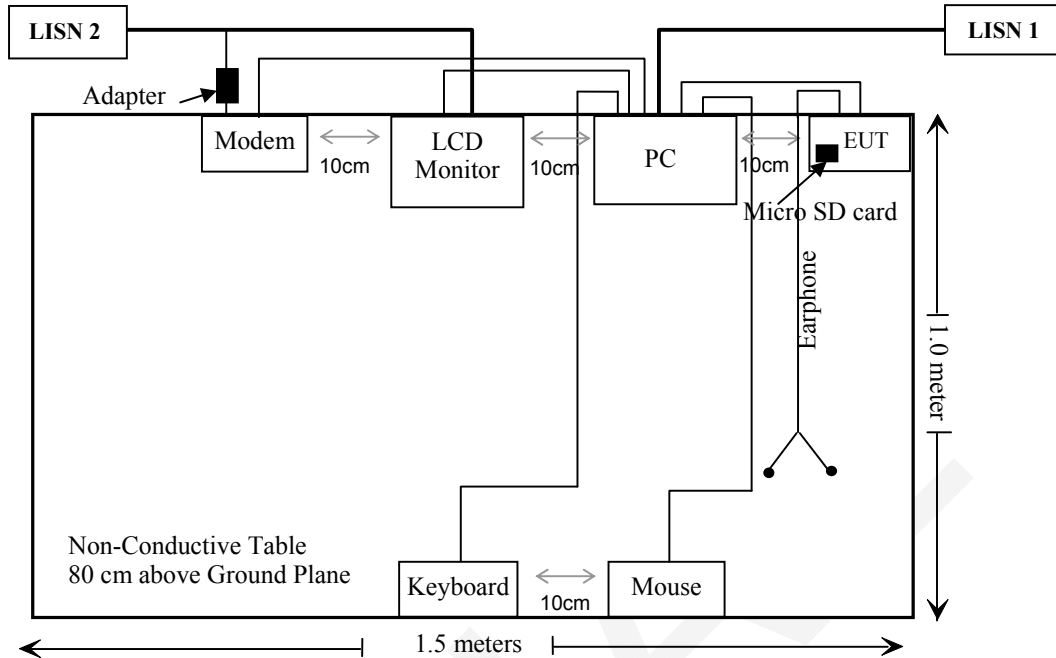 LISN 2
LISN 1
Adapter
Modem
LCD
Monitor
PC
EUT
10cm
10cm
10cm
Micro SD card
Earphone
1.0 meter
Non-Conductive Table
80 cm above Ground Plane
Keyboard
Mouse
10cm
1.5 meters